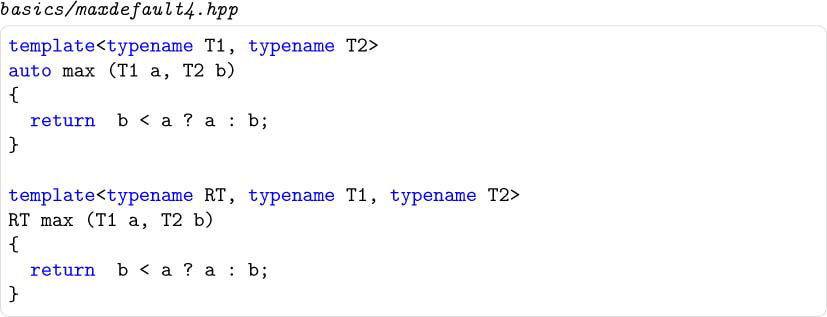 basics/maxdefault4.hpp
template<typename T1, typename T2>
auto max (T1 a, T2 b)
{
  return  b < a ? a : b;
}

template<typename RT, typename T1, typename T2>
RT max (T1 a, T2 b)
{
  return  b < a ? a : b;
}